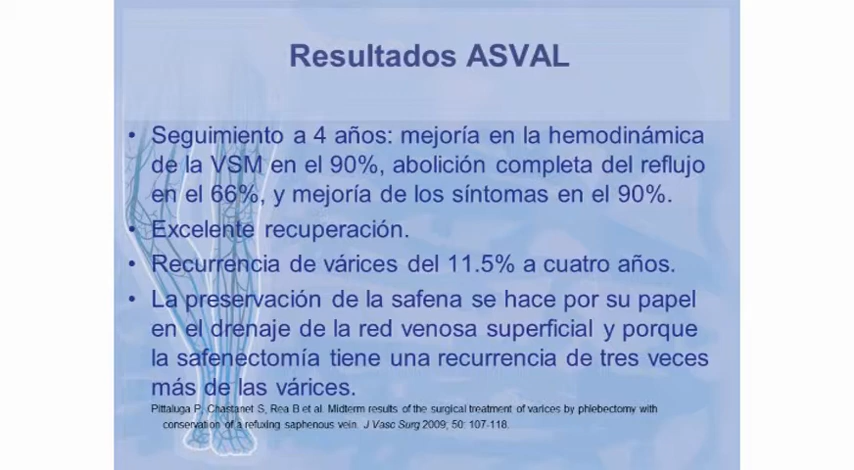 Resultados ASVAL
• Seguimiento a 4 años: mejoría en la hemodinámica
de la VSM en el 90%, abolición completa del reflujo
en el 66%, y mejoría de los síntomas en el 90%.
• Excelente recuperación.
• Recurrencia de várices del 11.5% a cuatro años.
• La preservación de la safena se hace por su papel
en el drenaje de la red venosa superficial y porque
la safenectomía tiene una recurrencia de tres veces
más de las várices.
Pittaluga P, Chastanet S, Rea B et al. Midterm results of the surgical treatment of varices by phlebectomy with
conservation of a refluxing saphenous vein. J Vasc Surg 2009; 50: 107-118.